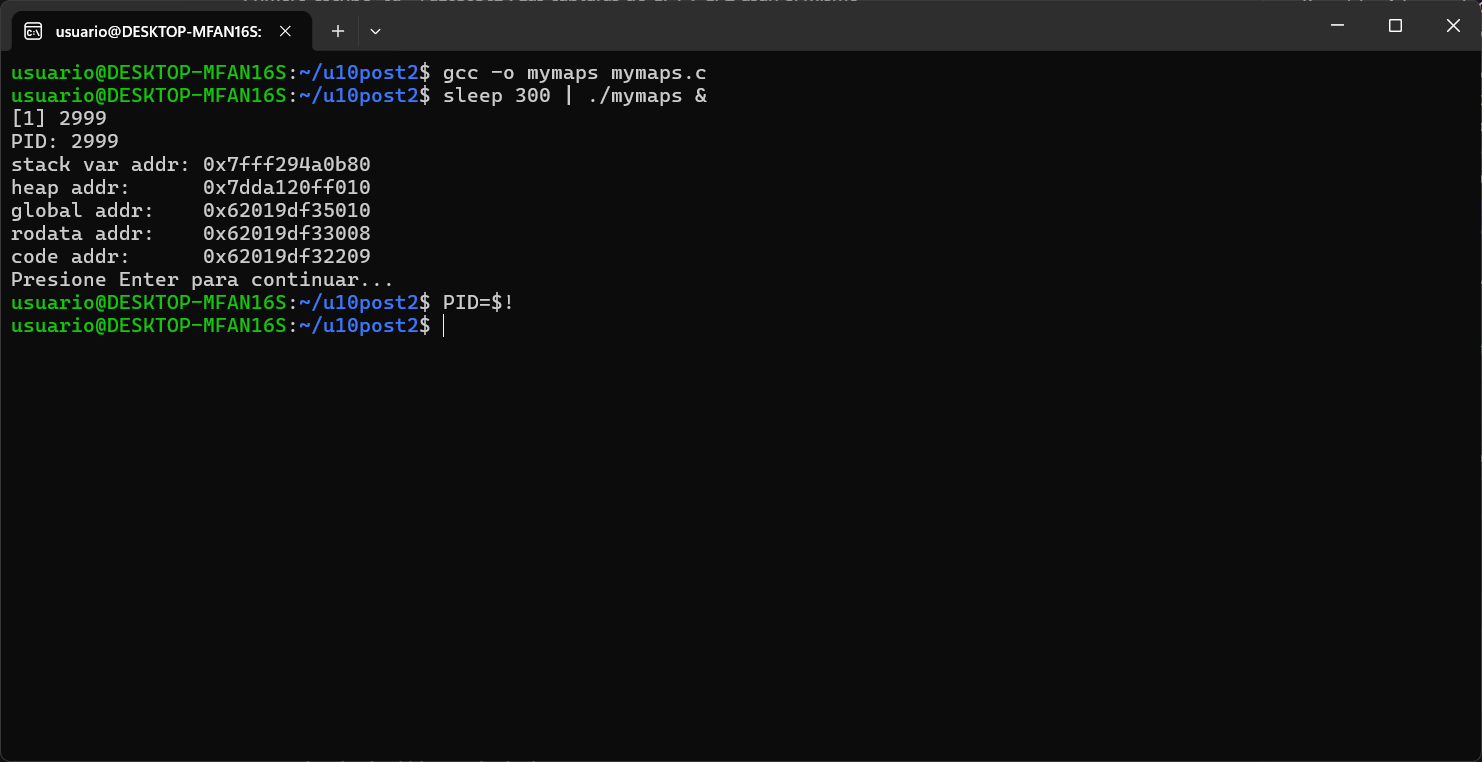 usuario@DESKTOP-MFAN16S:
usuario@DESKTOP-MFAN16S:~/u10post2$ gcc -o mymaps mymaps.c
usuario@DESKTOP-MFAN16S:~/u10post2$ sleep 300 | ./mymaps &
[1] 2999
PID: 2999
stack var addr: 0x7fff294a0b80
heap addr:      0x7dda120ff010
global addr:    0x62019df35010
rodata addr:    0x62019df33008
code addr:      0x62019df32209
Presione Enter para continuar...
usuario@DESKTOP-MFAN16S:~/u10post2$ PID=$!
usuario@DESKTOP-MFAN16S:~/u10post2$